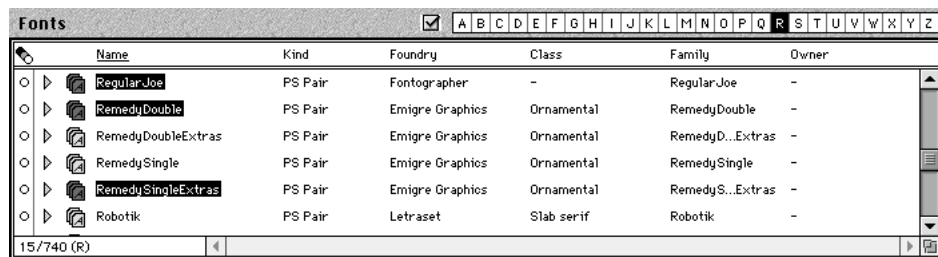 Fonts A B C D E F G H I J K L M N O P Q R S T U V W X Y Z
Name Kind Foundry Class Family Owner
RegularJoe PS Pair Fontographer - RegularJoe -
RemedyDouble PS Pair Emigre Graphics Ornamental RemedyDouble -
RemedyDoubleExtras PS Pair Emigre Graphics Ornamental RemedyD...Extras -
RemedySingle PS Pair Emigre Graphics Ornamental RemedySingle -
RemedySingleExtras PS Pair Emigre Graphics Ornamental RemedyS...Extras -
Robotik PS Pair Letraset Slab serif Robotik -
15/740 (R)